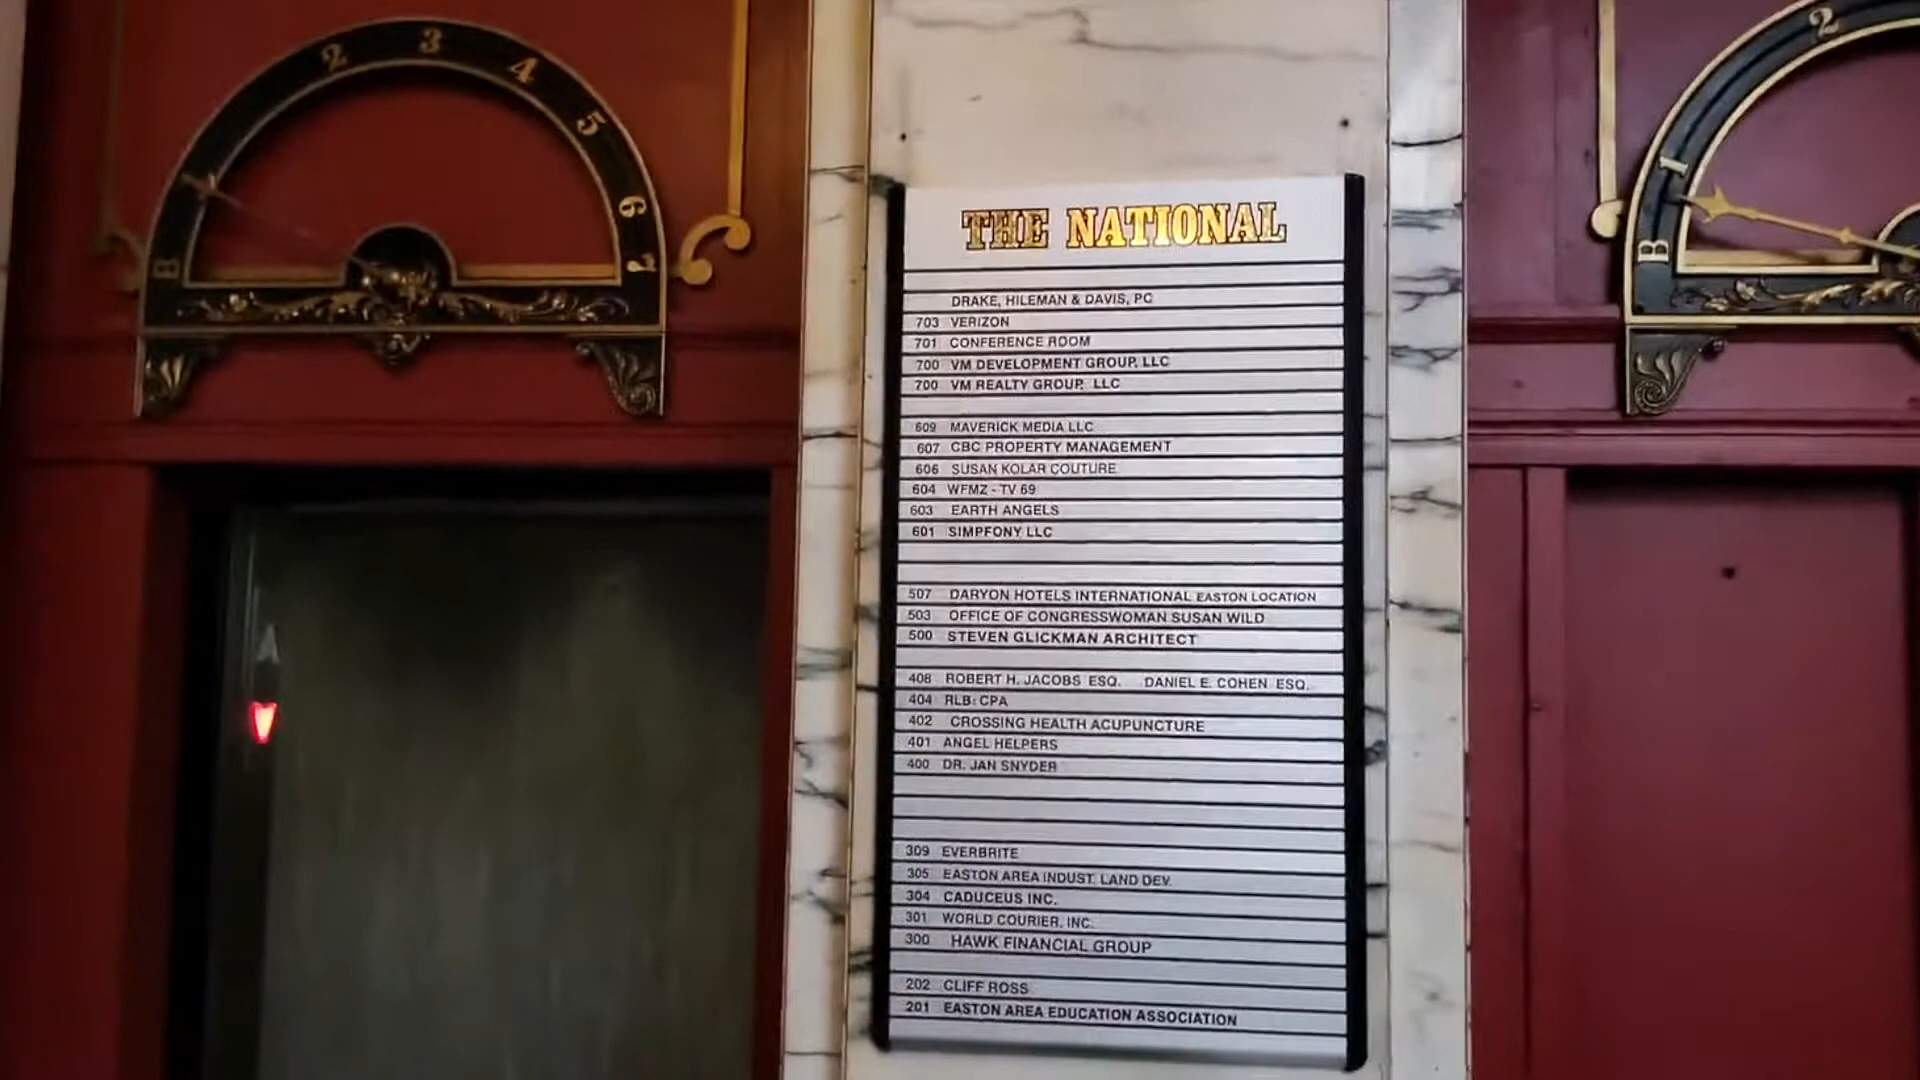 2 3 4 5 6 7 B
THE NATIONAL
DRAKE, HILEMAN & DAVIS, PC
703 VERIZON
701 CONFERENCE ROOM
700 VM DEVELOPMENT GROUP, LLC
700 VM REALTY GROUP, LLC
609 MAVERICK MEDIA LLC
607 CBC PROPERTY MANAGEMENT
606 SUSAN KOLAR COUTURE
604 WFMZ - TV 69
603 EARTH ANGELS
601 SIMPFONY LLC
507 DARYON HOTELS INTERNATIONAL EASTON LOCATION
503 OFFICE OF CONGRESSWOMAN SUSAN WILD
500 STEVEN GLICKMAN ARCHITECT
408 ROBERT H. JACOBS ESQ. DANIEL E. COHEN ESQ.
404 RLB: CPA
402 CROSSING HEALTH ACUPUNCTURE
401 ANGEL HELPERS
400 DR. JAN SNYDER
309 EVERBRITE
305 EASTON AREA INDUST. LAND DEV.
304 CADUCEUS INC.
301 WORLD COURIER, INC.
300 HAWK FINANCIAL GROUP
202 CLIFF ROSS
201 EASTON AREA EDUCATION ASSOCIATION
B 1 2